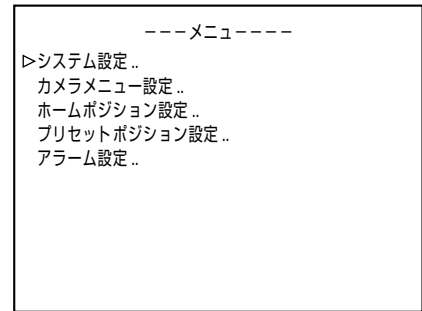 ---メニュー----
▷システム設定..
カメラメニュー設定..
ホームポジション設定..
プリセットポジション設定..
アラーム設定..